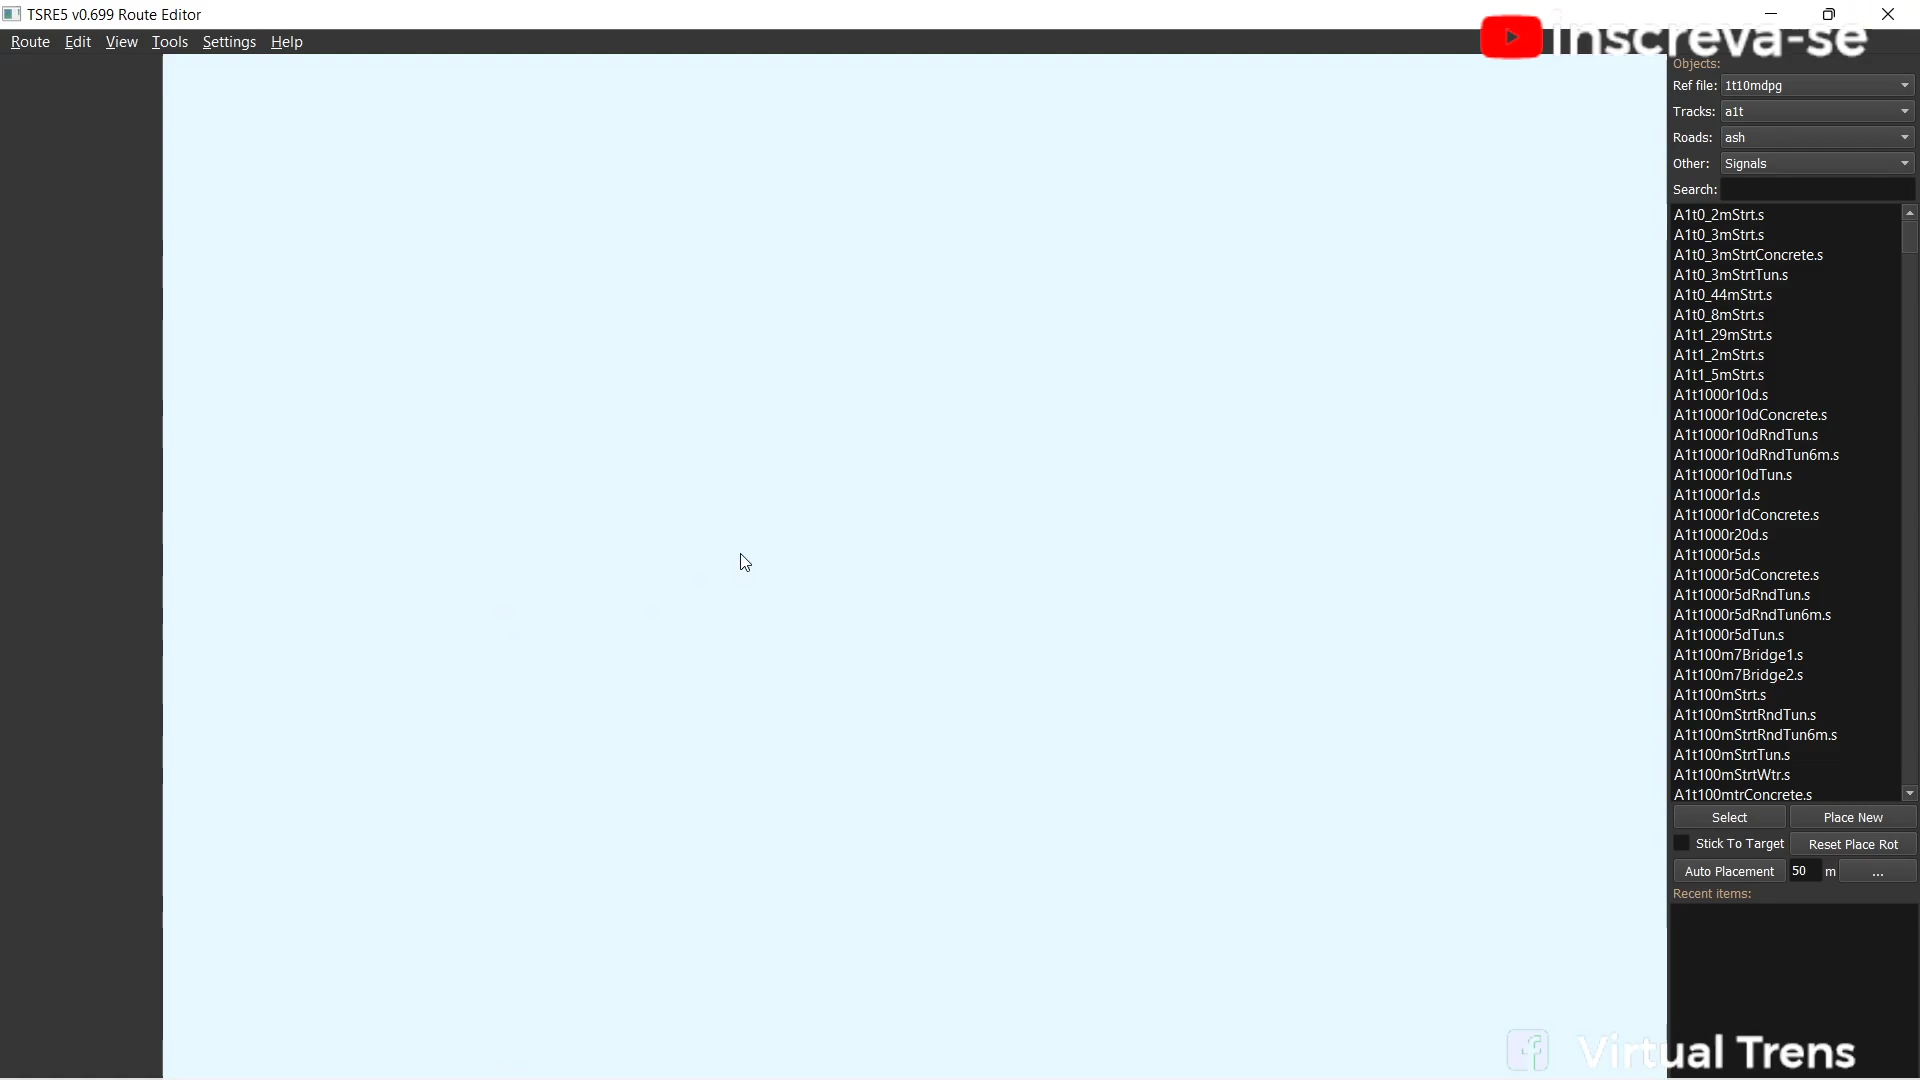 TSRE5 v0.699 Route Editor
Route Edit View Tools Settings Help
inscreva-se
Objects:
Ref file: 1t10mdpg
Tracks: a1t
Roads: ash
Other: Signals
Search:
A1t0_2mStrt.s
A1t0_3mStrt.s
A1t0_3mStrtConcrete.s
A1t0_3mStrtTun.s
A1t0_44mStrt.s
A1t0_8mStrt.s
A1t1_29mStrt.s
A1t1_2mStrt.s
A1t1_5mStrt.s
A1t1000r10d.s
A1t1000r10dConcrete.s
A1t1000r10dRndTun.s
A1t1000r10dRndTun6m.s
A1t1000r10dTun.s
A1t1000r1d.s
A1t1000r1dConcrete.s
A1t1000r20d.s
A1t1000r5d.s
A1t1000r5dConcrete.s
A1t1000r5dRndTun.s
A1t1000r5dRndTun6m.s
A1t1000r5dTun.s
A1t100m7Bridge1.s
A1t100m7Bridge2.s
A1t100mStrt.s
A1t100mStrtRndTun.s
A1t100mStrtRndTun6m.s
A1t100mStrtTun.s
A1t100mStrtWtr.s
A1t100mtrConcrete.s
Select Place New
Stick To Target Reset Place Rot
Auto Placement 50 m ...
Recent items:
Virtual Trens